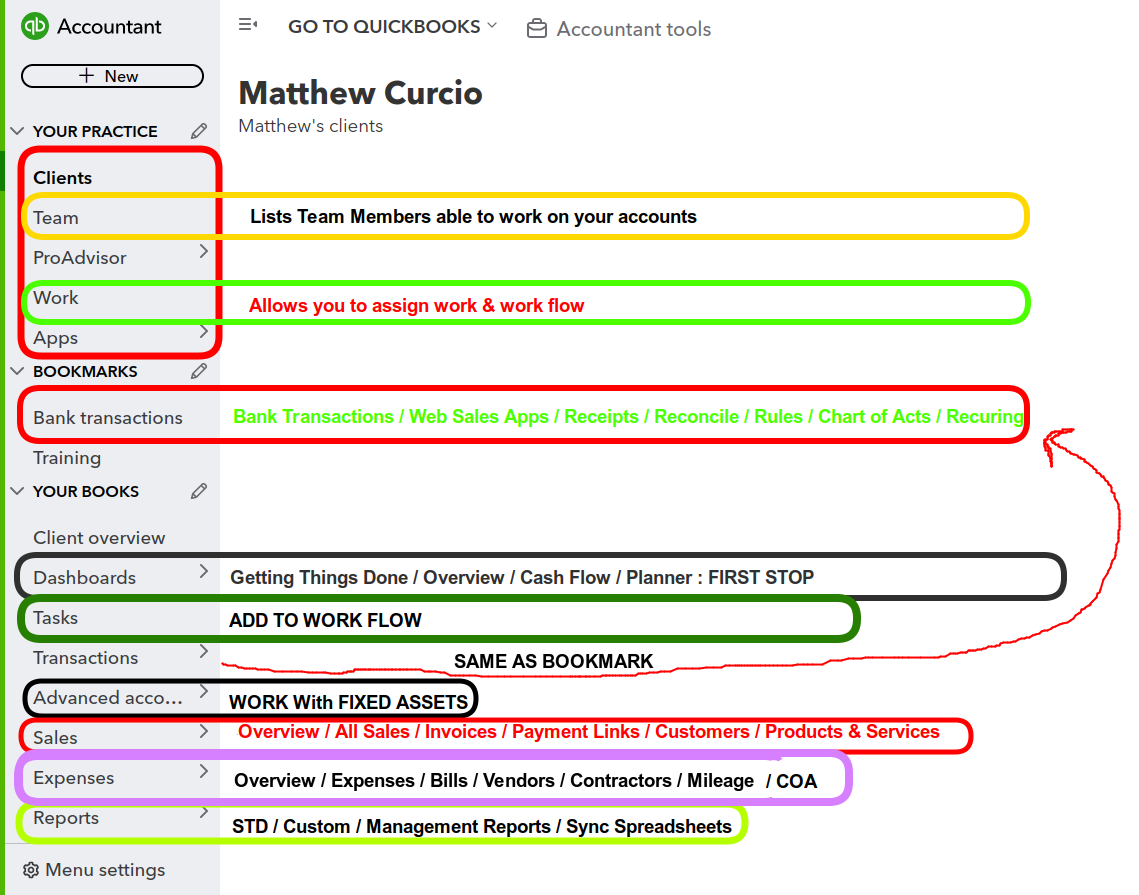 qb Accountant
GO TO QUICKBOOKS
Accountant tools
+ New
Matthew Curcio
Matthew's clients
YOUR PRACTICE
Clients
Team Lists Team Members able to work on your accounts
ProAdvisor
Work Allows you to assign work & work flow
Apps
BOOKMARKS
Bank transactions Bank Transactions / Web Sales Apps / Receipts / Reconcile / Rules / Chart of Acts / Recuring
Training
YOUR BOOKS
Client overview
Dashboards Getting Things Done / Overview / Cash Flow / Planner : FIRST STOP
Tasks ADD TO WORK FLOW
Transactions SAME AS BOOKMARK
Advanced acco... WORK With FIXED ASSETS
Sales Overview / All Sales / Invoices / Payment Links / Customers / Products & Services
Expenses Overview / Expenses / Bills / Vendors / Contractors / Mileage / COA
Reports STD / Custom / Management Reports / Sync Spreadsheets
Menu settings